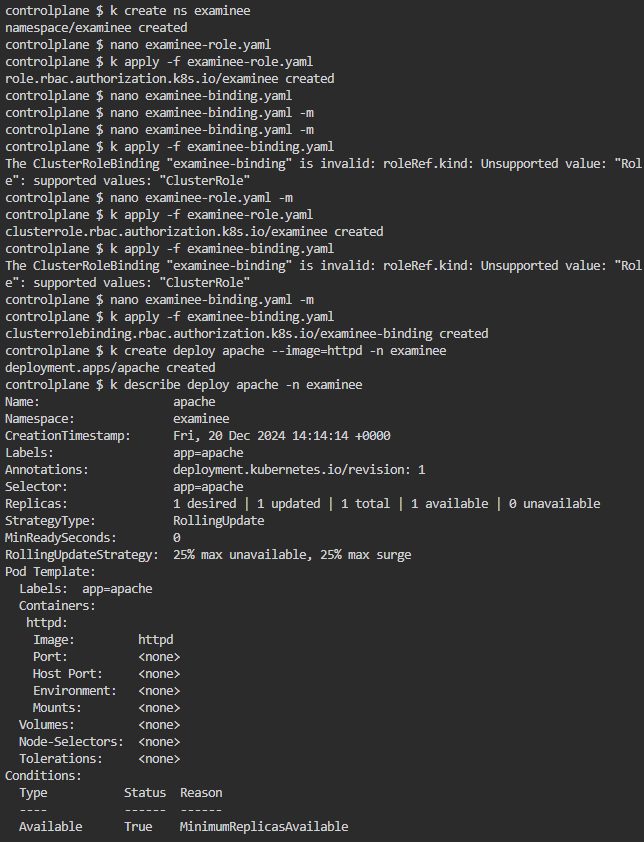 controlplane $ k create ns examinee
namespace/examinee created
controlplane $ nano examinee-role.yaml
controlplane $ k apply -f examinee-role.yaml
role.rbac.authorization.k8s.io/examinee created
controlplane $ nano examinee-binding.yaml
controlplane $ nano examinee-binding.yaml -m
controlplane $ nano examinee-binding.yaml -m
controlplane $ k apply -f examinee-binding.yaml
The ClusterRoleBinding "examinee-binding" is invalid: roleRef.kind: Unsupported value: "Rol
e": supported values: "ClusterRole"
controlplane $ nano examinee-role.yaml -m
controlplane $ k apply -f examinee-role.yaml
clusterrole.rbac.authorization.k8s.io/examinee created
controlplane $ k apply -f examinee-binding.yaml
The ClusterRoleBinding "examinee-binding" is invalid: roleRef.kind: Unsupported value: "Rol
e": supported values: "ClusterRole"
controlplane $ nano examinee-binding.yaml -m
controlplane $ k apply -f examinee-binding.yaml
clusterrolebinding.rbac.authorization.k8s.io/examinee-binding created
controlplane $ k create deploy apache --image=httpd -n examinee
deployment.apps/apache created
controlplane $ k describe deploy apache -n examinee
Name:                   apache
Namespace:              examinee
CreationTimestamp:      Fri, 20 Dec 2024 14:14:14 +0000
Labels:                 app=apache
Annotations:            deployment.kubernetes.io/revision: 1
Selector:               app=apache
Replicas:               1 desired | 1 updated | 1 total | 1 available | 0 unavailable
StrategyType:           RollingUpdate
MinReadySeconds:        0
RollingUpdateStrategy:  25% max unavailable, 25% max surge
Pod Template:
  Labels:  app=apache
  Containers:
   httpd:
    Image:         httpd
    Port:          <none>
    Host Port:     <none>
    Environment:   <none>
    Mounts:        <none>
  Volumes:         <none>
  Node-Selectors:  <none>
  Tolerations:     <none>
Conditions:
  Type           Status  Reason
  ----           ------  ------
  Available      True    MinimumReplicasAvailable